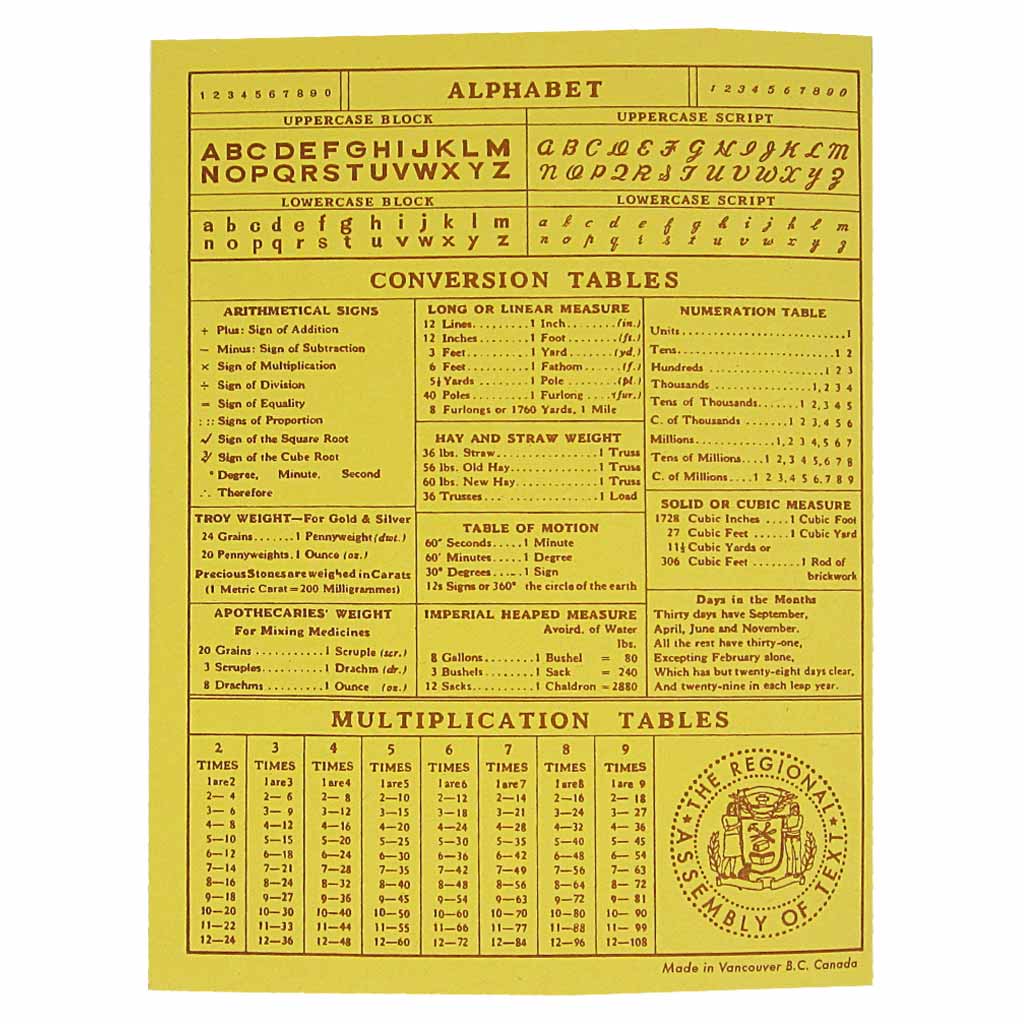 1 2 3 4 5 6 7 8 9 0
ALPHABET
1 2 3 4 5 6 7 8 9 0
UPPERCASE BLOCK
A B C D E F G H I J K L M
N O P Q R S T U V W X Y Z
UPPERCASE SCRIPT
A B C D E F G H I J K L M
N O P Q R S T U V W X Y Z
LOWERCASE BLOCK
a b c d e f g h i j k l m
n o p q r s t u v w x y z
LOWERCASE SCRIPT
a b c d e f g h i j k l m
n o p q r s t u v w x y z
CONVERSION TABLES
ARITHMETICAL SIGNS
+ Plus: Sign of Addition
− Minus: Sign of Subtraction
× Sign of Multiplication
÷ Sign of Division
= Sign of Equality
: :: Signs of Proportion
√ Sign of the Square Root
∛ Sign of the Cube Root
° Degree, Minute, Second
∴ Therefore
TROY WEIGHT—For Gold & Silver
24 Grains.......1 Pennyweight (dwt.)
20 Pennyweights.1 Ounce (oz.)
Precious Stones are weighed in Carats
(1 Metric Carat=200 Milligrammes)
APOTHECARIES' WEIGHT
For Mixing Medicines
20 Grains ..........1 Scruple (scr.)
3 Scruples..........1 Drachm (dr.)
8 Drachms .........1 Ounce (oz.)
LONG OR LINEAR MEASURE
12 Lines........1 Inch........(in.)
12 Inches.......1 Foot........(ft.)
3 Feet..........1 Yard .......(yd.)
6 Feet..........1 Fathom .....(f.)
5½ Yards .......1 Pole .......(pl.)
40 Poles........1 Furlong ....(fur.)
8 Furlongs or 1760 Yards, 1 Mile
HAY AND STRAW WEIGHT
36 lbs. Straw...............1 Truss
56 lbs. Old Hay.............1 Truss
60 lbs. New Hay.............1 Truss
36 Trusses..................1 Load
TABLE OF MOTION
60" Seconds.....1 Minute
60' Minutes.....1 Degree
30° Degrees.....1 Sign
12s Signs or 360° the circle of the earth
IMPERIAL HEAPED MEASURE
Avoird. of Water
lbs.
8 Gallons........1 Bushel = 80
3 Bushels........1 Sack = 240
12 Sacks.........1 Chaldron = 2880
NUMERATION TABLE
Units.............................1
Tens...........................1 2
Hundreds ....................1 2 3
Thousands ................1, 2 3 4
Tens of Thousands.......1 2, 3 4 5
C. of Thousands .......1 2 3, 4 5 6
Millions..............1, 2 3 4, 5 6 7
Tens of Millions....1 2, 3 4 5, 6 7 8
C. of Millions....1 2 3, 4 5 6, 7 8 9
SOLID OR CUBIC MEASURE
1728 Cubic Inches ....1 Cubic Foot
27 Cubic Feet ......1 Cubic Yard
11⅓ Cubic Yards or
306 Cubic Feet ........1 Rod of
brickwork
Days in the Months
Thirty days have September,
April, June and November.
All the rest have thirty-one,
Excepting February alone,
Which has but twenty-eight days clear,
And twenty-nine in each leap year.
MULTIPLICATION TABLES
2 3 4 5 6 7 8 9
TIMES TIMES TIMES TIMES TIMES TIMES TIMES TIMES
1 are 2 1 are 3 1 are 4 1 are 5 1 are 6 1 are 7 1 are 8 1 are 9
2— 4 2— 6 2— 8 2—10 2—12 2—14 2—16 2— 18
3— 6 3— 9 3—12 3—15 3—18 3—21 3—24 3— 27
4— 8 4—12 4—16 4—20 4—24 4—28 4—32 4— 36
5—10 5—15 5—20 5—25 5—30 5—35 5—40 5— 45
6—12 6—18 6—24 6—30 6—36 6—42 6—48 6— 54
7—14 7—21 7—28 7—35 7—42 7—49 7—56 7— 63
8—16 8—24 8—32 8—40 8—48 8—56 8—64 8— 72
9—18 9—27 9—36 9—45 9—54 9—63 9—72 9— 81
10—20 10—30 10—40 10—50 10—60 10—70 10—80 10— 90
11—22 11—33 11—44 11—55 11—66 11—77 11—88 11— 99
12—24 12—36 12—48 12—60 12—72 12—84 12—96 12—108
THE REGIONAL
ASSEMBLY OF TEXT
Made in Vancouver B.C. Canada